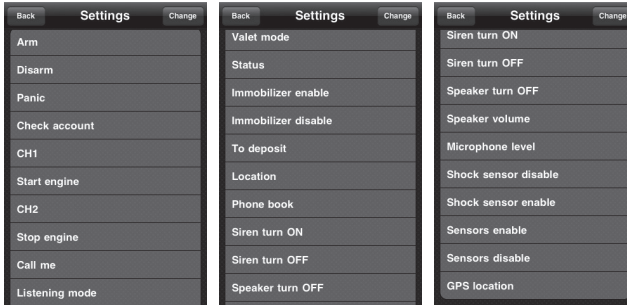 Back Settings Change
Arm
Disarm
Panic
Check account
CH1
Start engine
CH2
Stop engine
Call me
Listening mode
Back Settings Change
Valet mode
Status
Immobilizer enable
Immobilizer disable
To deposit
Location
Phone book
Siren turn ON
Siren turn OFF
Speaker turn OFF
Back Settings Change
Siren turn ON
Siren turn OFF
Speaker turn OFF
Speaker volume
Microphone level
Shock sensor disable
Shock sensor enable
Sensors enable
Sensors disable
GPS location